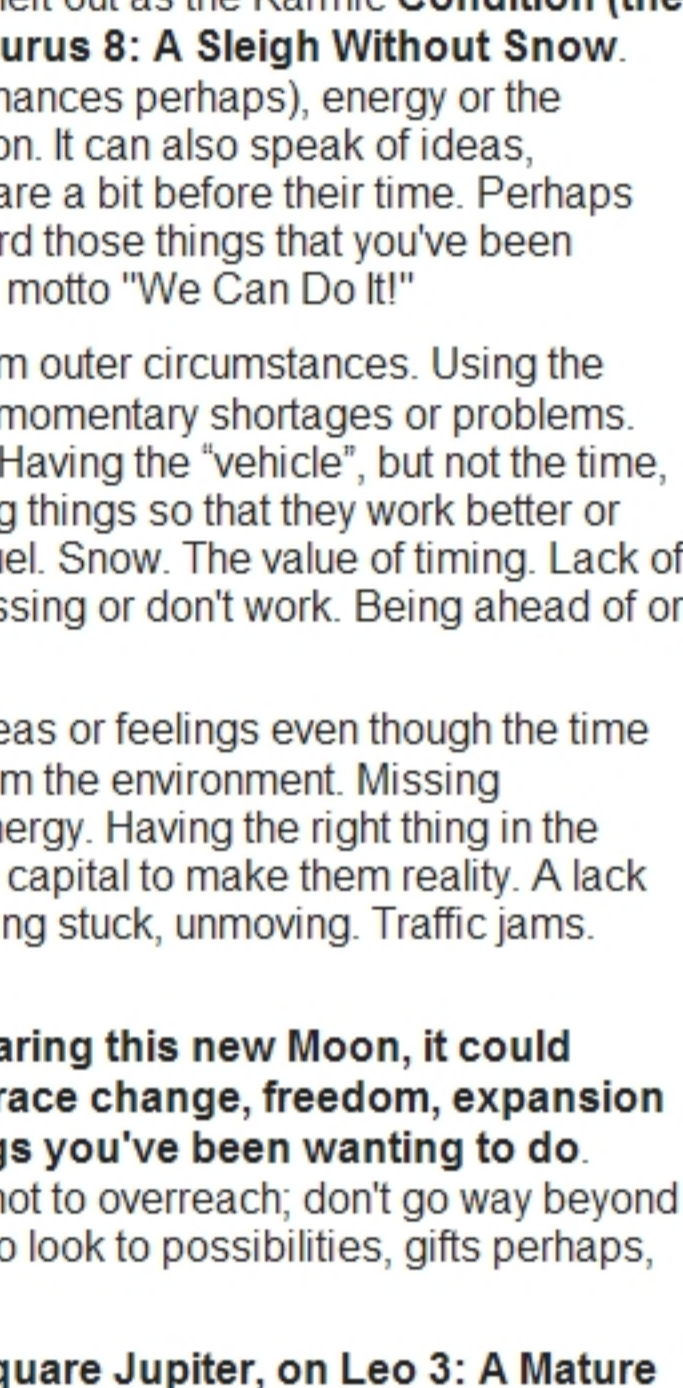 Karmic Condition (the
urus 8: A Sleigh Without Snow.
nances perhaps), energy or the
on. It can also speak of ideas,
are a bit before their time. Perhaps
rd those things that you've been
motto "We Can Do It!"
m outer circumstances. Using the
momentary shortages or problems.
Having the “vehicle”, but not the time,
g things so that they work better or
uel. Snow. The value of timing. Lack of
ssing or don't work. Being ahead of or
eas or feelings even though the time
m the environment. Missing
nergy. Having the right thing in the
capital to make them reality. A lack
ng stuck, unmoving. Traffic jams.
aring this new Moon, it could
race change, freedom, expansion
gs you've been wanting to do.
not to overreach; don't go way beyond
o look to possibilities, gifts perhaps,
quare Jupiter, on Leo 3: A Mature